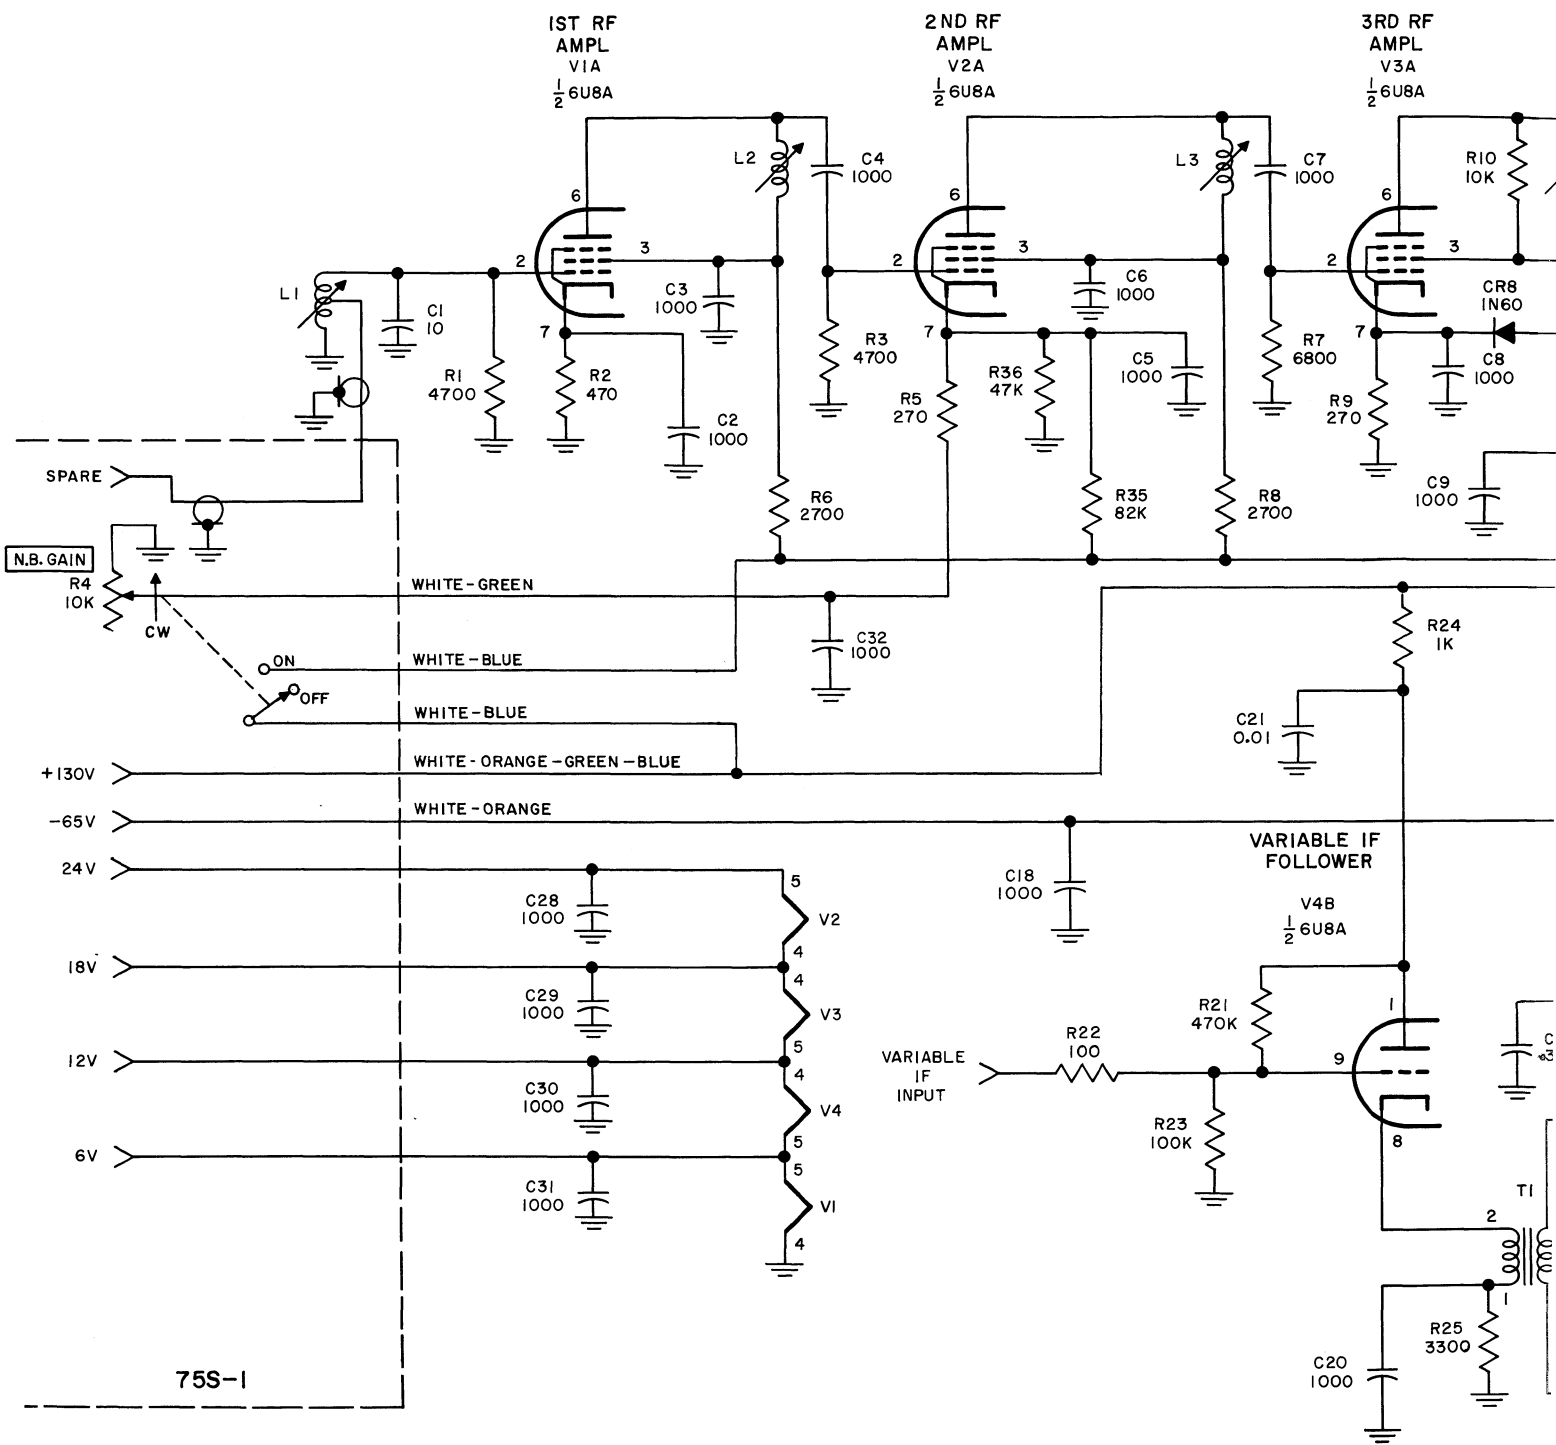 1ST RF
AMPL
V1A
1/2 6U8A
2ND RF
AMPL
V2A
1/2 6U8A
3RD RF
AMPL
V3A
1/2 6U8A
L2
C4
1000
L3
C7
1000
R10
10K
6
6
6
2
3
2
3
2
3
L1
C1
10
C3
1000
C6
1000
CR8
1N60
7
7
7
R1
4700
R2
470
R3
4700
R36
47K
C5
1000
R7
6800
C8
1000
R5
270
R9
270
C2
1000
SPARE
R6
2700
R35
82K
R8
2700
C9
1000
N.B. GAIN
R4
10K
CW
WHITE-GREEN
C32
1000
R24
1K
ON
WHITE-BLUE
OFF
WHITE-BLUE
C21
0.01
+130V
WHITE-ORANGE-GREEN-BLUE
-65V
WHITE-ORANGE
VARIABLE IF
FOLLOWER
V4B
1/2 6U8A
24V
C28
1000
5
V2
4
C18
1000
18V
C29
1000
4
V3
5
R21
470K
1
12V
C30
1000
4
V4
5
VARIABLE
IF
INPUT
R22
100
9
R23
100K
8
6V
C31
1000
5
V1
4
T1
2
1
R25
3300
C20
1000
75S-1